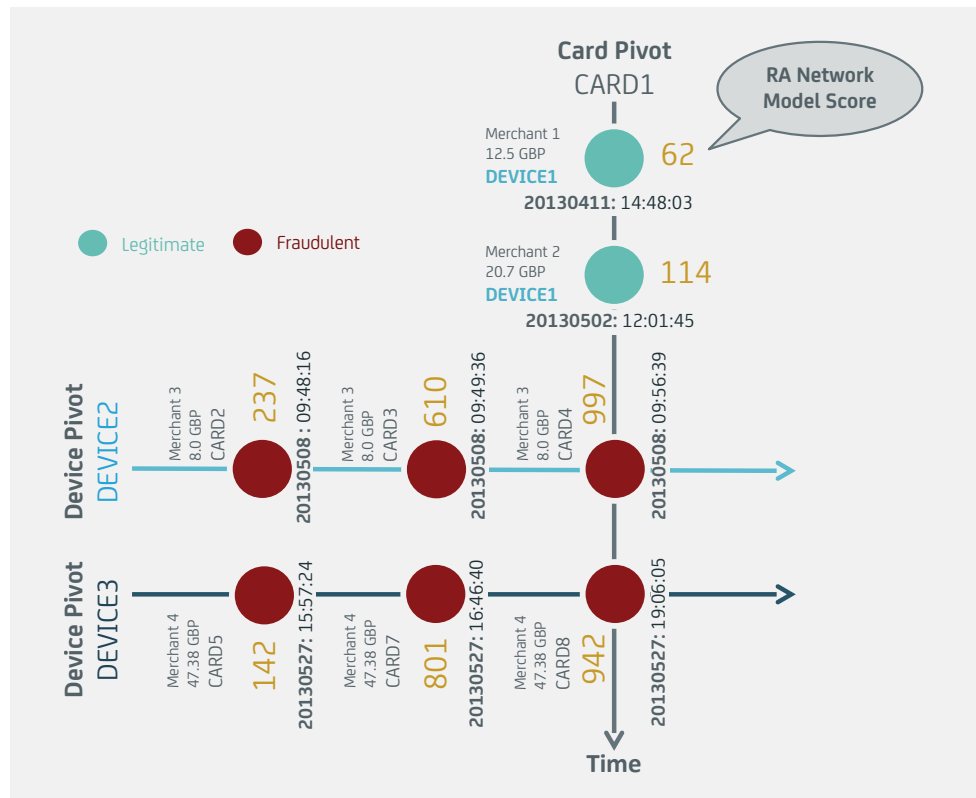 Card Pivot
CARD1
RA Network
Model Score
Merchant 1
12.5 GBP
DEVICE1
62
20130411: 14:48:03
Legitimate
Fraudulent
Merchant 2
20.7 GBP
DEVICE1
114
20130502: 12:01:45
Device Pivot
DEVICE2
Merchant 3
8.0 GBP
CARD2
237
20130508 : 09:48:16
Merchant 3
8.0 GBP
CARD3
610
20130508: 09:49:36
Merchant 3
8.0 GBP
CARD4
997
20130508: 09:56:39
Device Pivot
DEVICE3
Merchant 4
47.38 GBP
CARD5
142
20130527: 15:57:24
Merchant 4
47.38 GBP
CARD7
801
20130527: 16:46:40
Merchant 4
47.38 GBP
CARD8
942
20130527: 19:06:05
Time